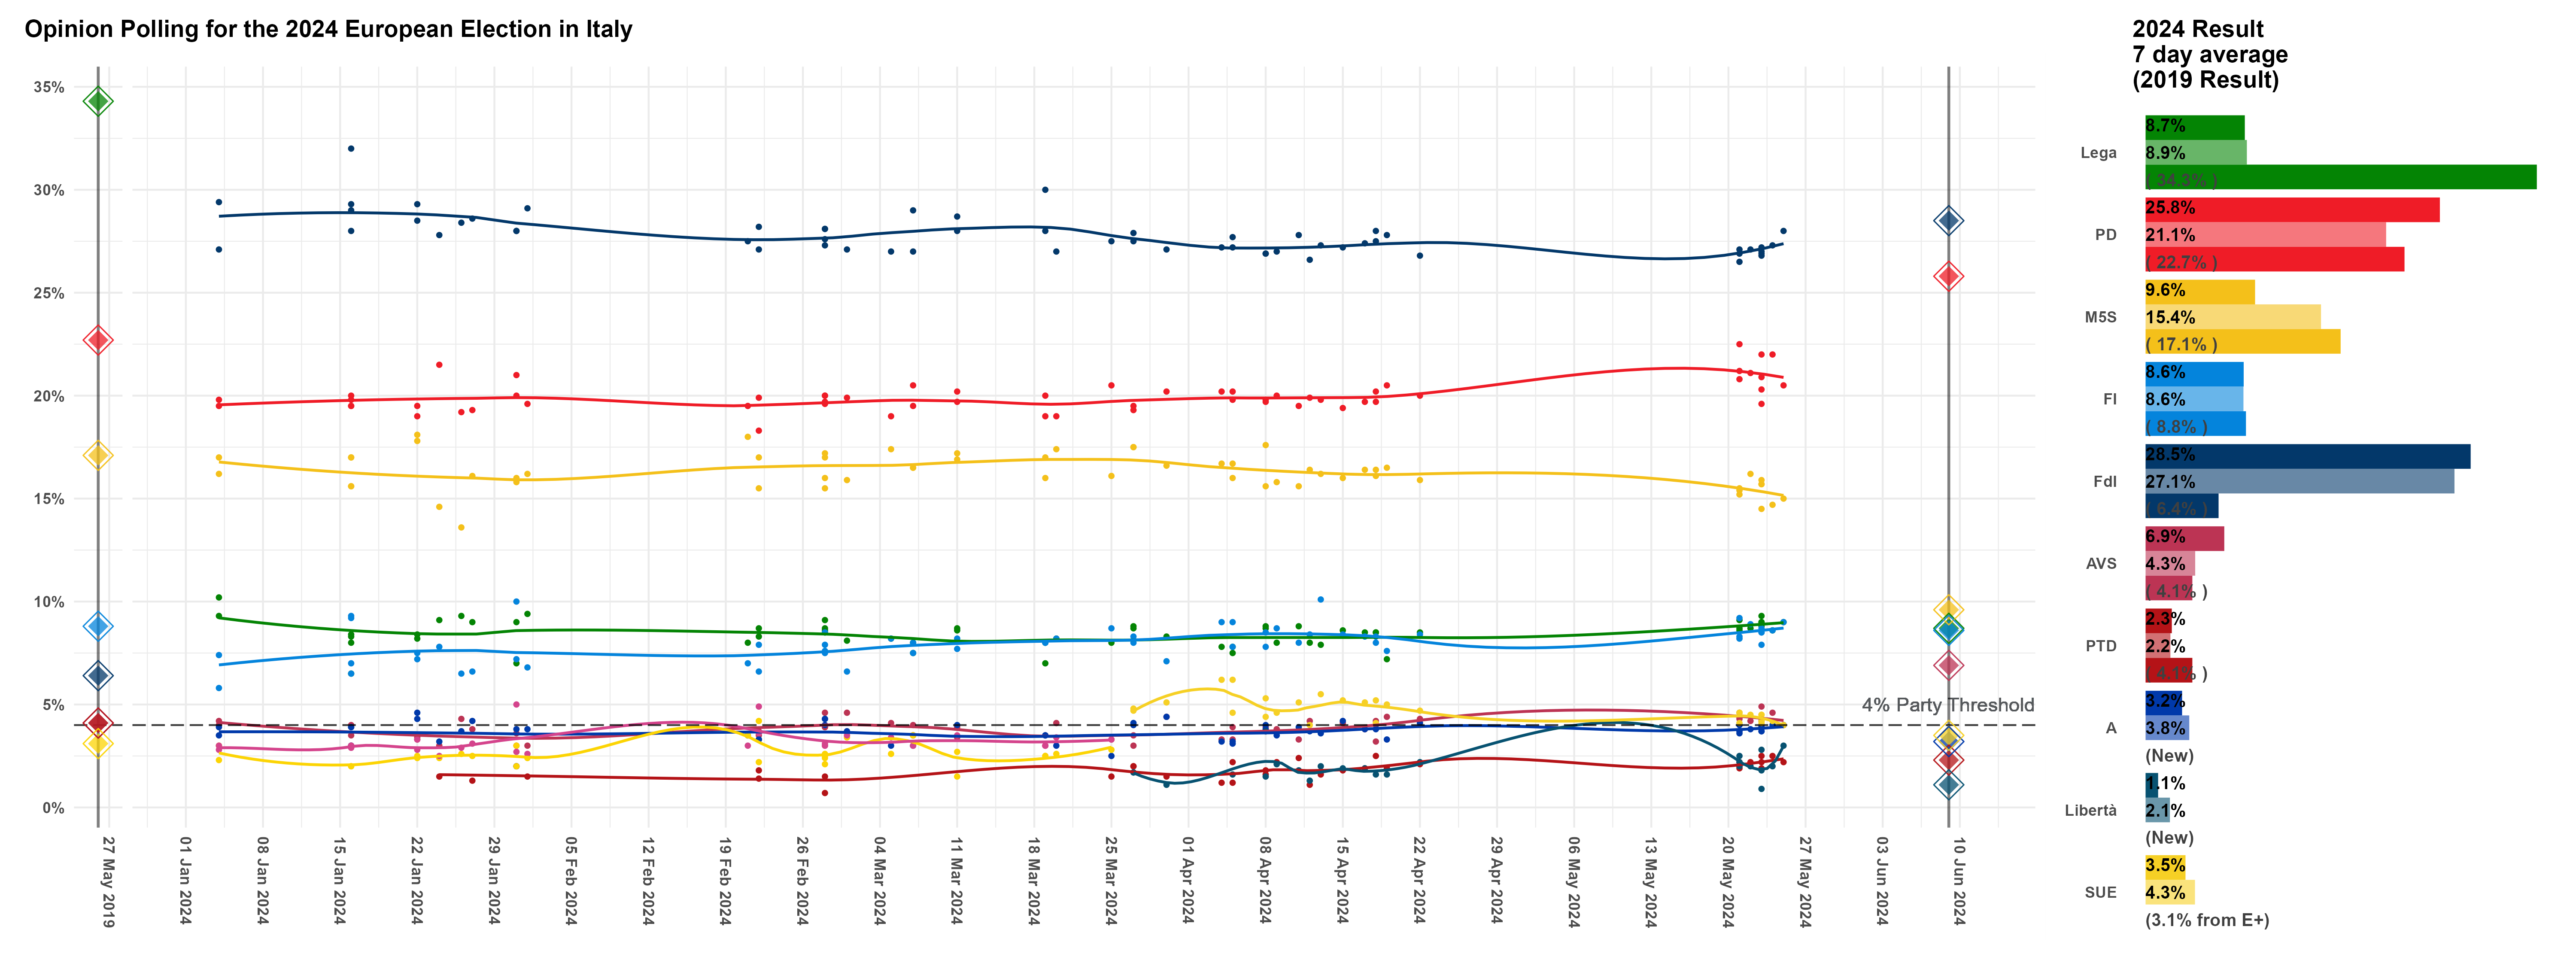 Opinion Polling for the 2024 European Election in Italy
2024 Result
7 day average
(2019 Result)
35%
30%
25%
20%
15%
10%
5%
0%
4% Party Threshold
27 May 2019
01 Jan 2024
08 Jan 2024
15 Jan 2024
22 Jan 2024
29 Jan 2024
05 Feb 2024
12 Feb 2024
19 Feb 2024
26 Feb 2024
04 Mar 2024
11 Mar 2024
18 Mar 2024
25 Mar 2024
01 Apr 2024
08 Apr 2024
15 Apr 2024
22 Apr 2024
29 Apr 2024
06 May 2024
13 May 2024
20 May 2024
27 May 2024
03 Jun 2024
10 Jun 2024
8.7%
Lega 8.9%
( 34.3% )
25.8%
PD 21.1%
( 22.7% )
9.6%
M5S 15.4%
( 17.1% )
8.6%
FI 8.6%
( 8.8% )
28.5%
FdI 27.1%
( 6.4% )
6.9%
AVS 4.3%
( 4.1% )
2.3%
PTD 2.2%
( 4.1% )
3.2%
A 3.8%
(New)
1.1%
Libertà 2.1%
(New)
3.5%
SUE 4.3%
(3.1% from E+)